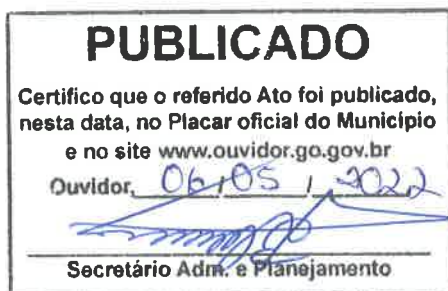 PUBLICADO
Certifico que o referido Ato foi publicado,
nesta data, no Placar oficial do Município
e no site www.ouvidor.go.gov.br
Ouvidor, 06/05/2022
Secretário Adm. e Planejamento